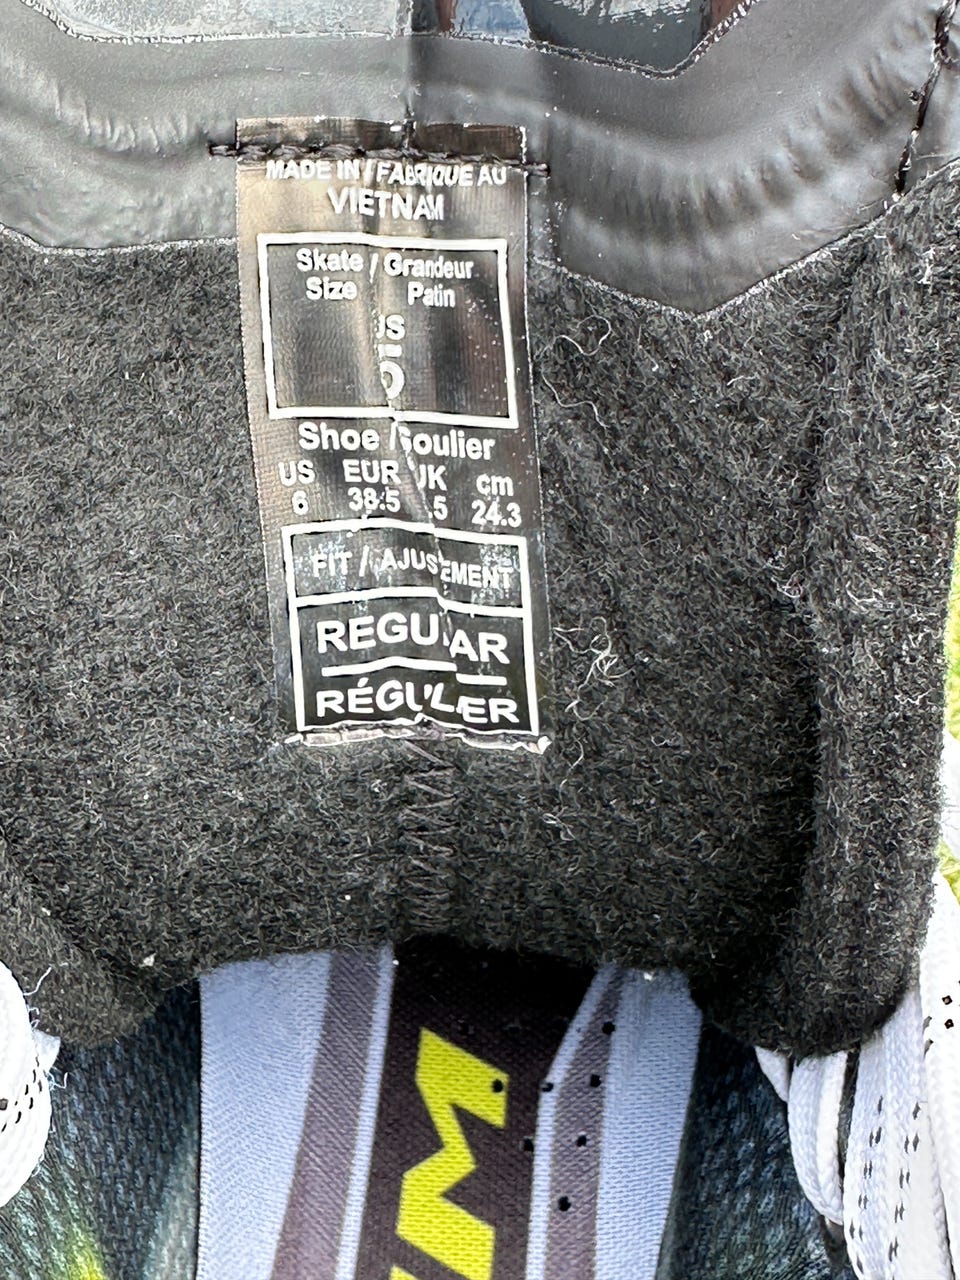 MADE IN / FABRIQUE AU
VIETNAM
Skate / Grandeur
Size Patin
US
Shoe / Soulier
US EUR UK cm
6 38.5 24.3
FIT / AJUSTEMENT
REGULAR
RÉGULIER